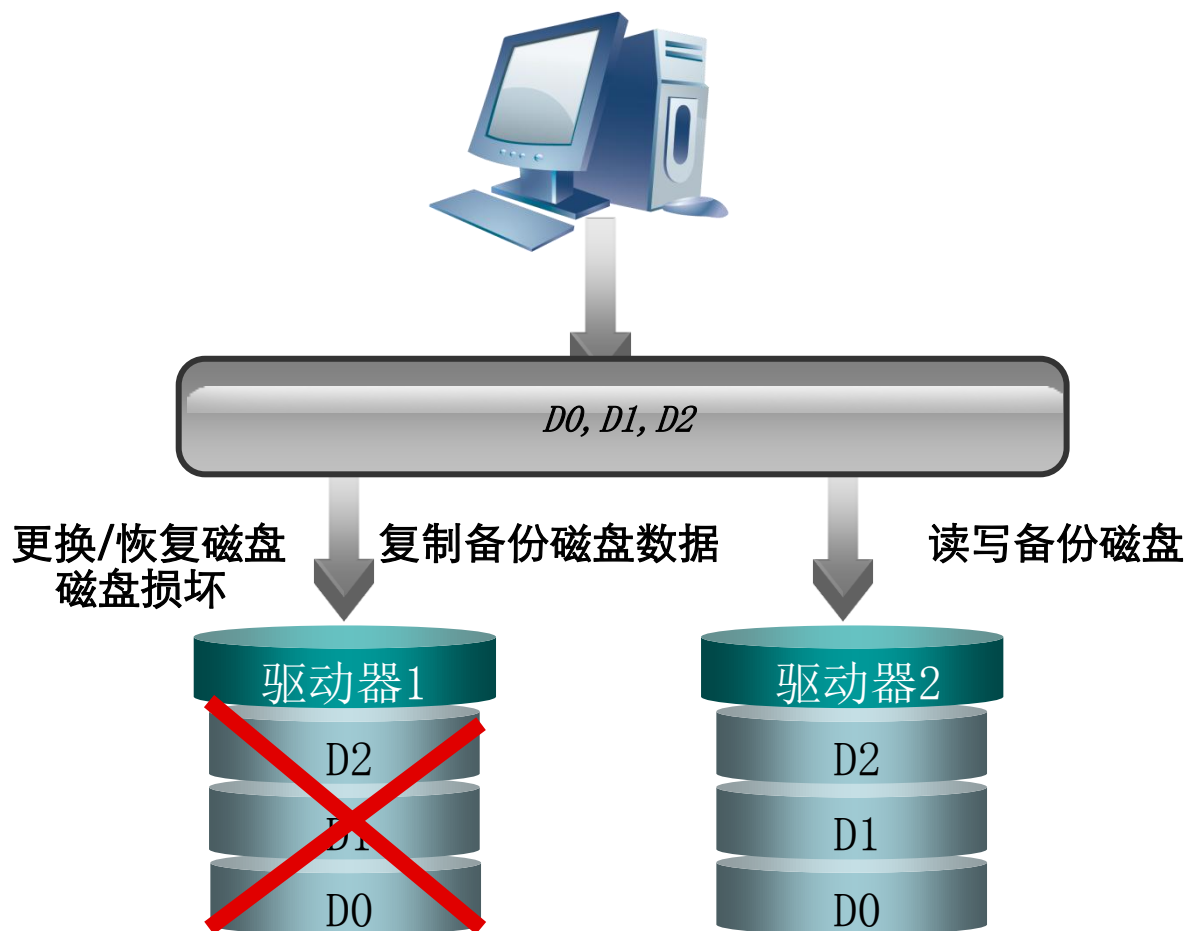 D0, D1, D2
更换/恢复磁盘
磁盘损坏
复制备份磁盘数据
读写备份磁盘
驱动器1
D2
D1
D0
驱动器2
D2
D1
D0